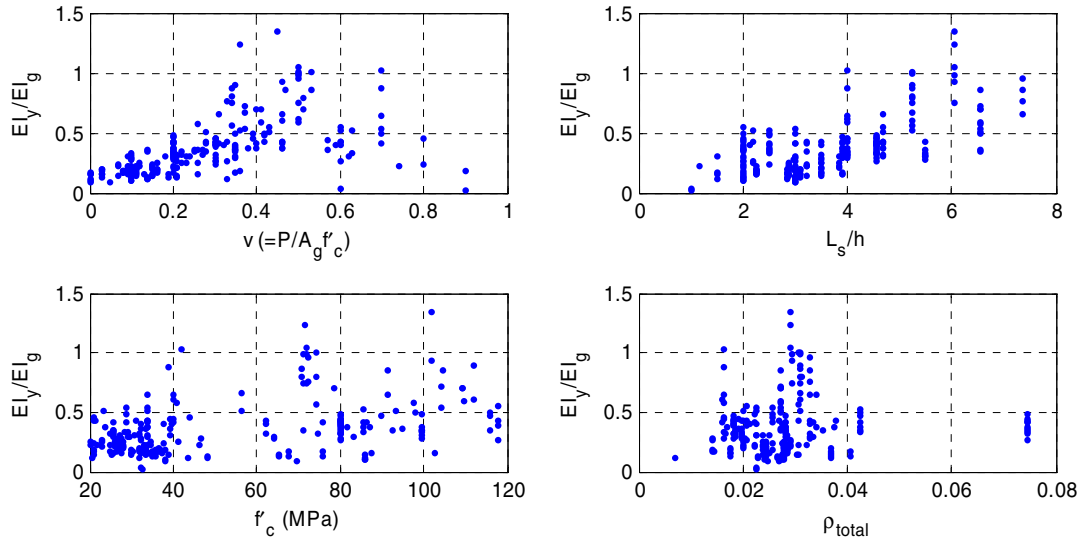 1.5
1
0.5
0
EI_y/EI_g
0 0.2 0.4 0.6 0.8 1
v (=P/A_g f'_c)
1.5
1
0.5
0
EI_y/EI_g
0 2 4 6 8
L_s/h
1.5
1
0.5
0
EI_y/EI_g
20 40 60 80 100 120
f'_c (MPa)
1.5
1
0.5
0
EI_y/EI_g
0 0.02 0.04 0.06 0.08
ρ_total